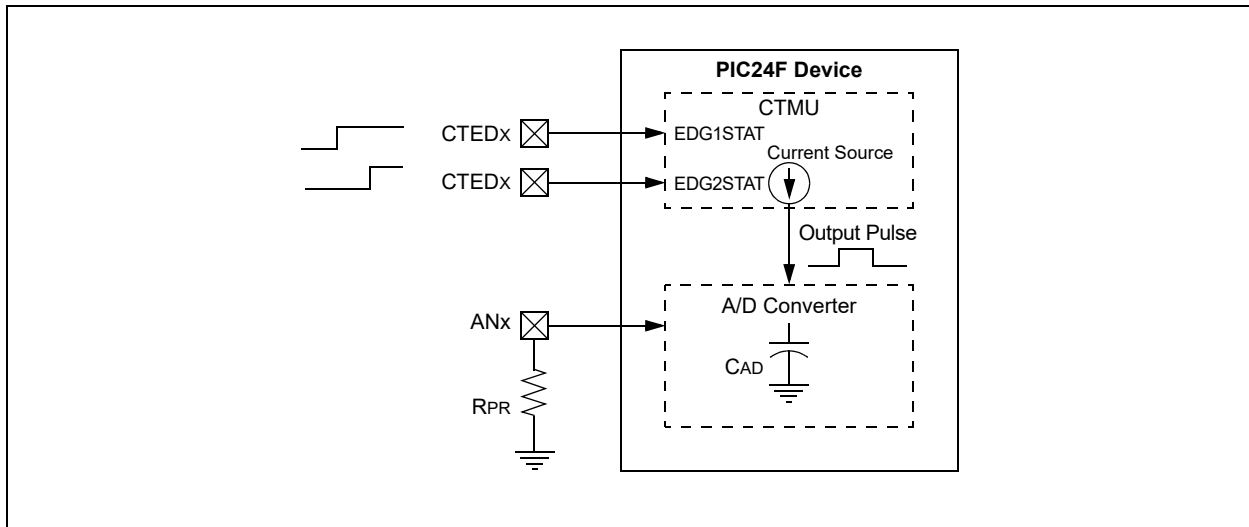 PIC24F Device
CTMU
CTEDX
EDG1STAT
Current Source
CTEDX
EDG2STAT
Output Pulse
A/D Converter
ANx
CAD
RPR